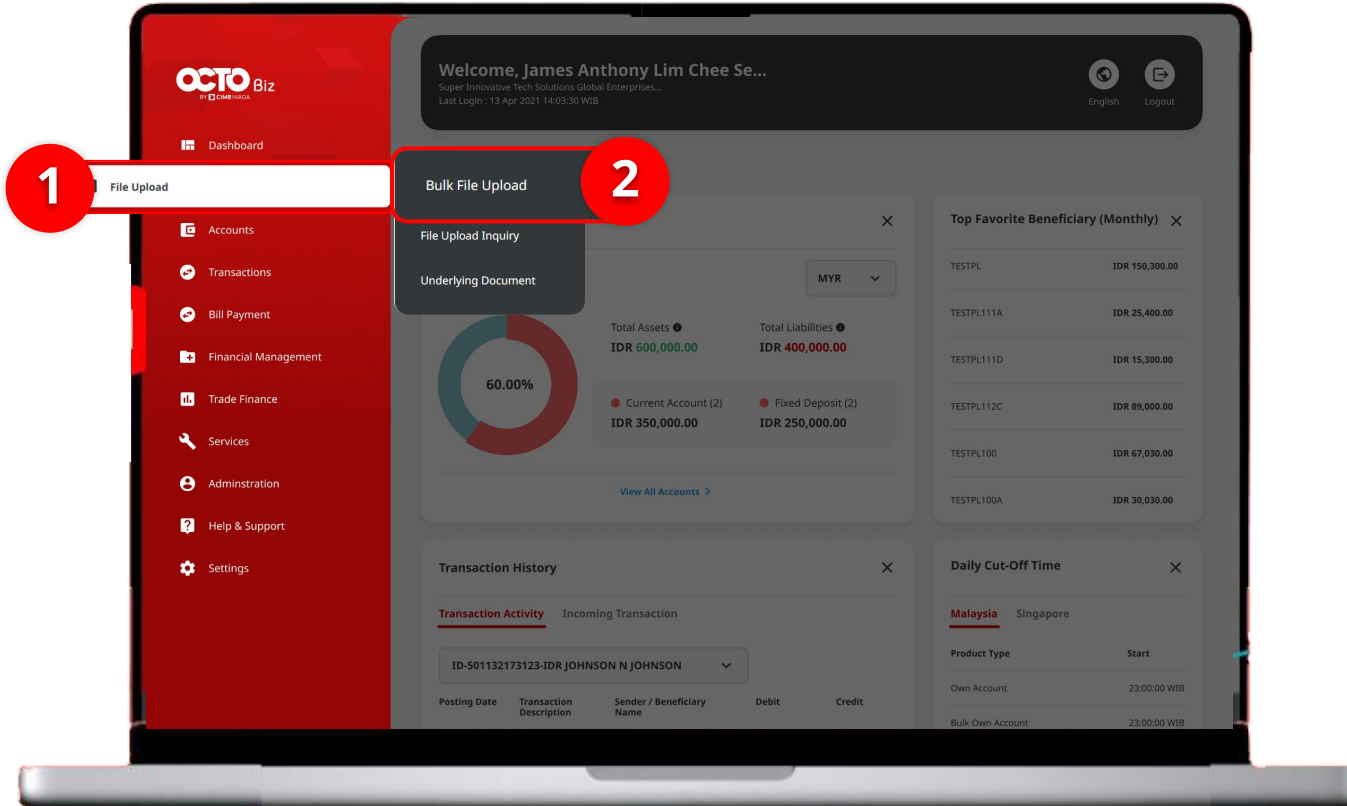 OCTO Biz
BY CIMB NIAGA
Welcome, James Anthony Lim Chee Se...
Super Innovative Tech Solutions Global Enterprises...
Last Login : 13 Apr 2021 14:03:30 WIB
English
Logout
Dashboard
1
File Upload
Bulk File Upload
2
File Upload Inquiry
Underlying Document
Accounts
Transactions
Bill Payment
Financial Management
Trade Finance
Services
Adminstration
Help & Support
Settings
MYR
Total Assets
IDR 600,000.00
Total Liabilities
IDR 400,000.00
60.00%
Current Account (2)
IDR 350,000.00
Fixed Deposit (2)
IDR 250,000.00
View All Accounts >
Top Favorite Beneficiary (Monthly)
TESTPL IDR 150,300.00
TESTPL111A IDR 25,400.00
TESTPL111D IDR 15,300.00
TESTPL112C IDR 89,000.00
TESTPL100 IDR 67,030.00
TESTPL100A IDR 30,030.00
Transaction History
Transaction Activity Incoming Transaction
ID-501132173123-IDR JOHNSON N JOHNSON
Posting Date Transaction Description Sender / Beneficiary Name Debit Credit
Daily Cut-Off Time
Malaysia Singapore
Product Type Start
Own Account 23:00:00 WIB
Bulk Own Account 23:00:00 WIB